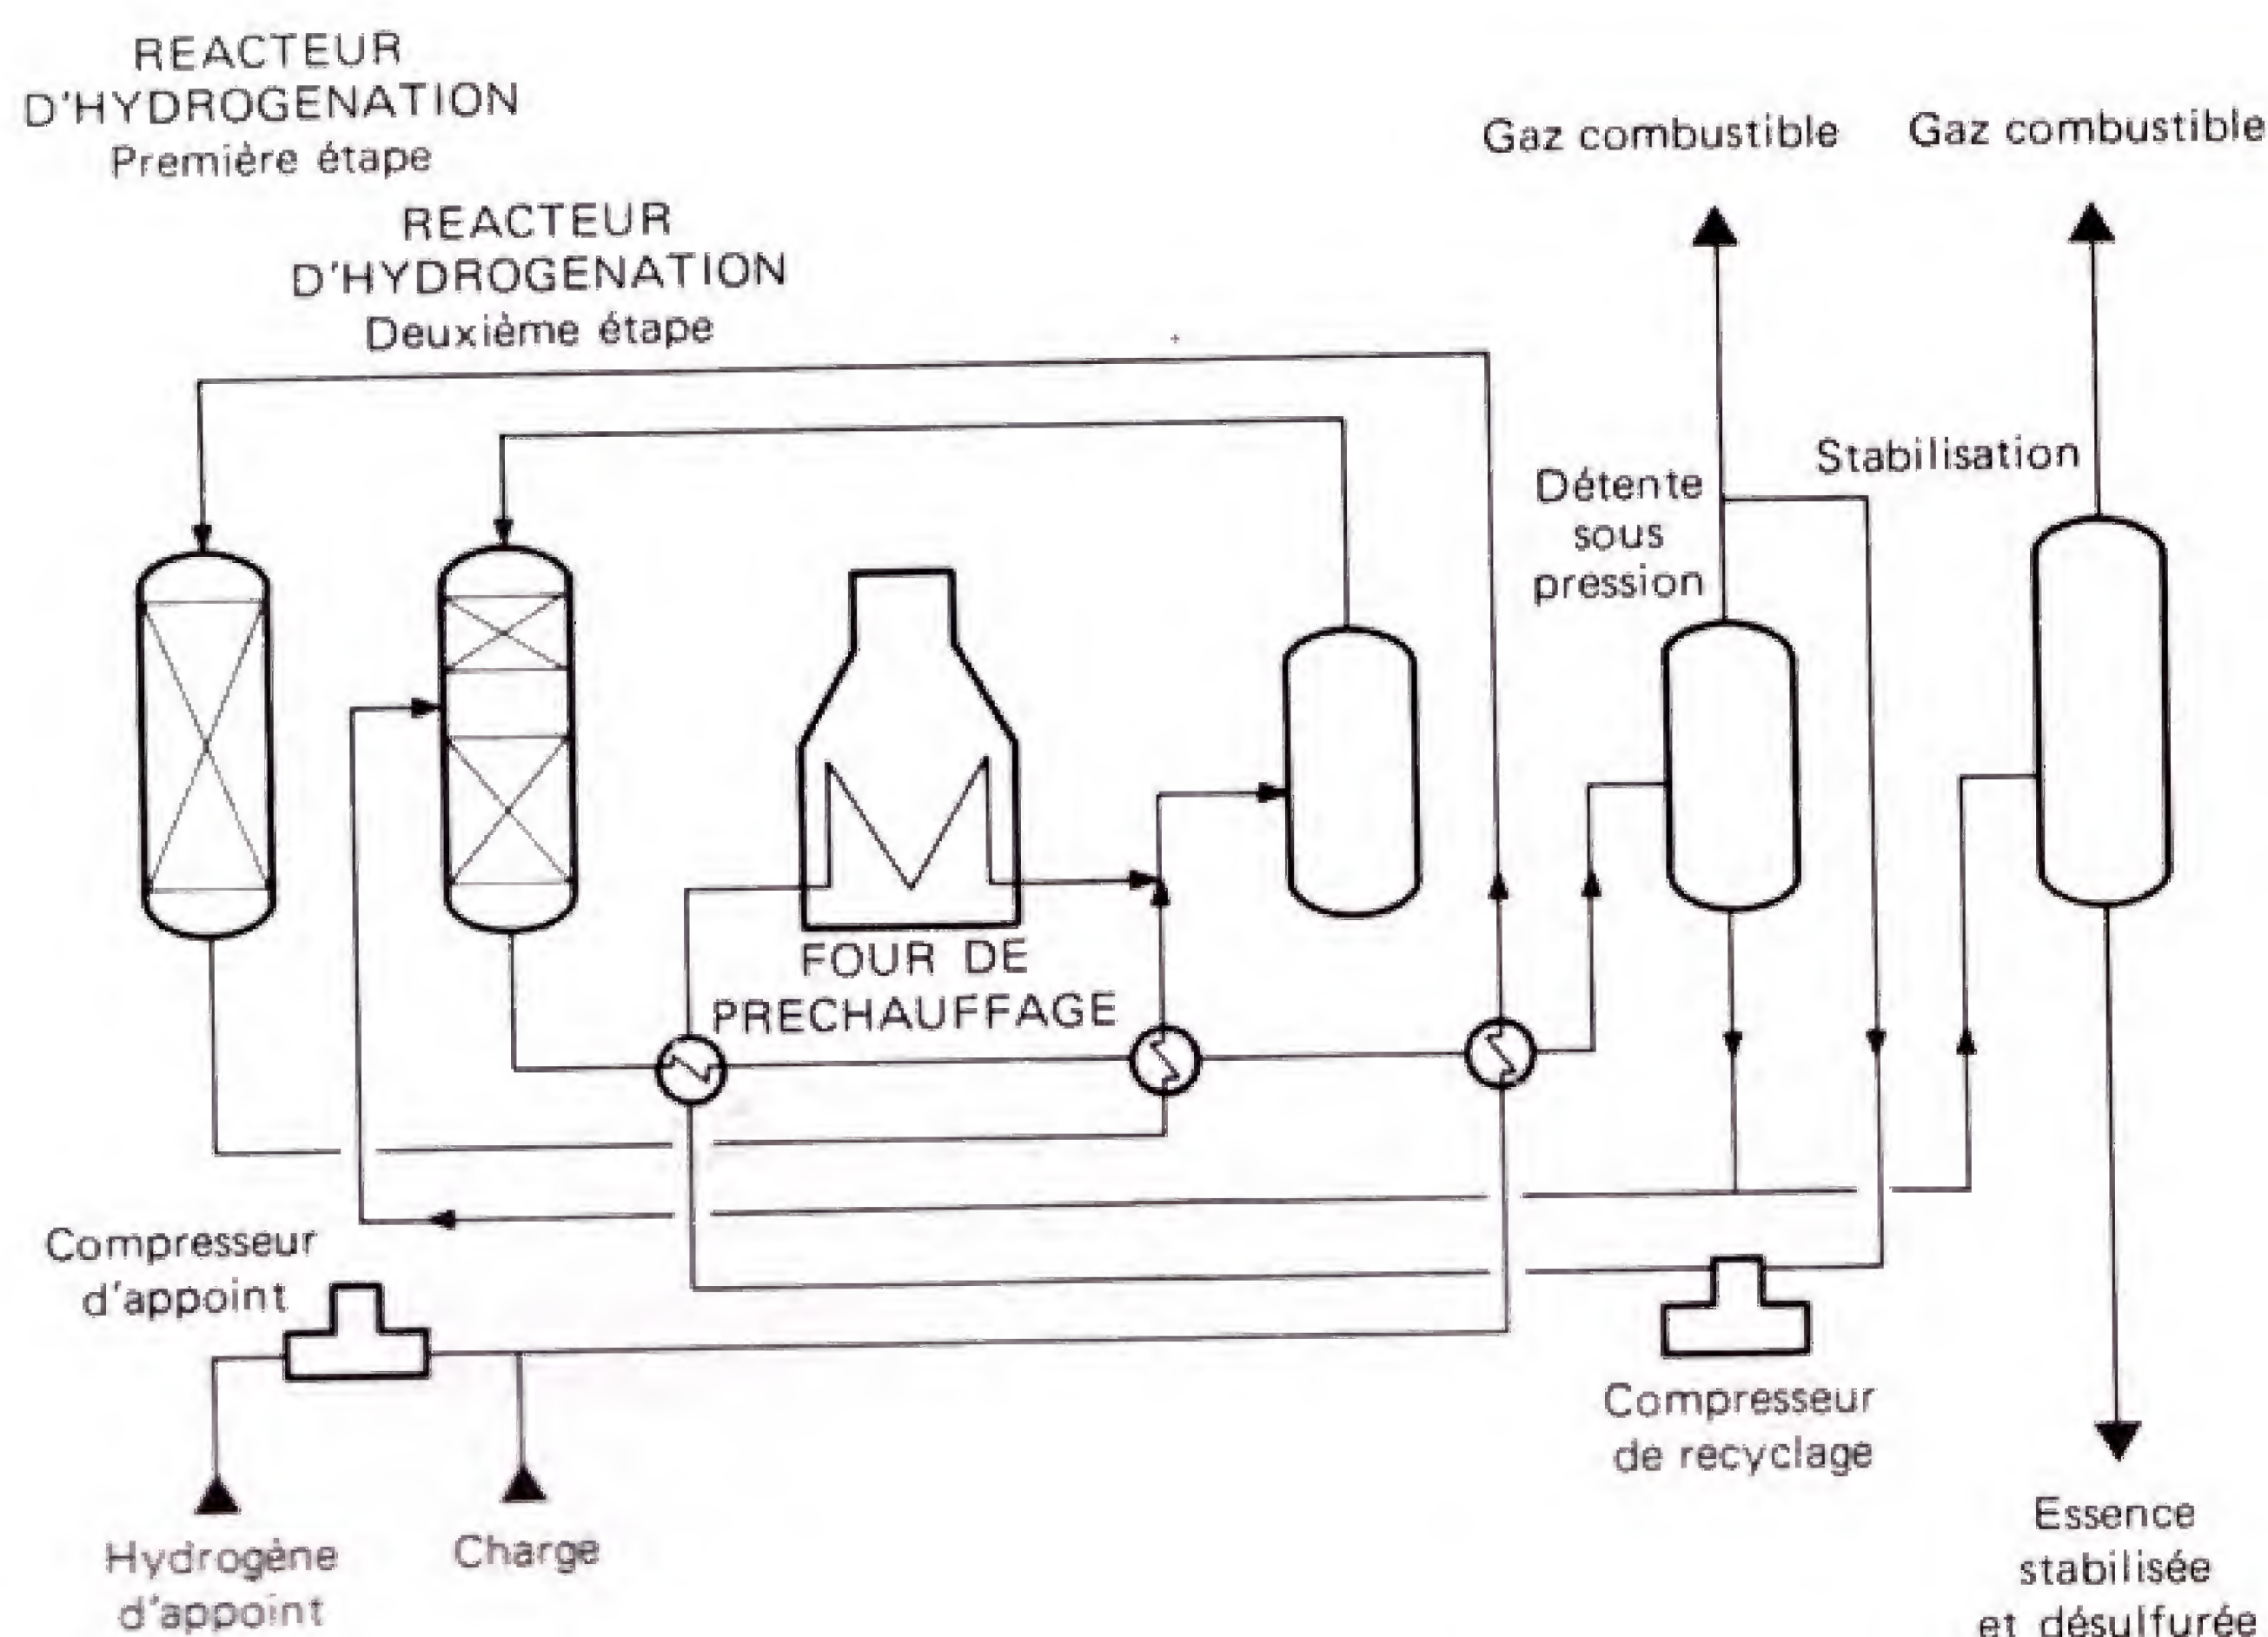 REACTEUR
D'HYDROGENATION
Première étape
REACTEUR
D'HYDROGENATION
Deuxième étape
Gaz combustible
Gaz combustible
Stabilisation
Détente
sous
pression
FOUR DE
PRECHAUFFAGE
Compresseur
d'appoint
Compresseur
de recyclage
Hydrogène
d'appoint
Charge
Essence
stabilisée
et désulfurée